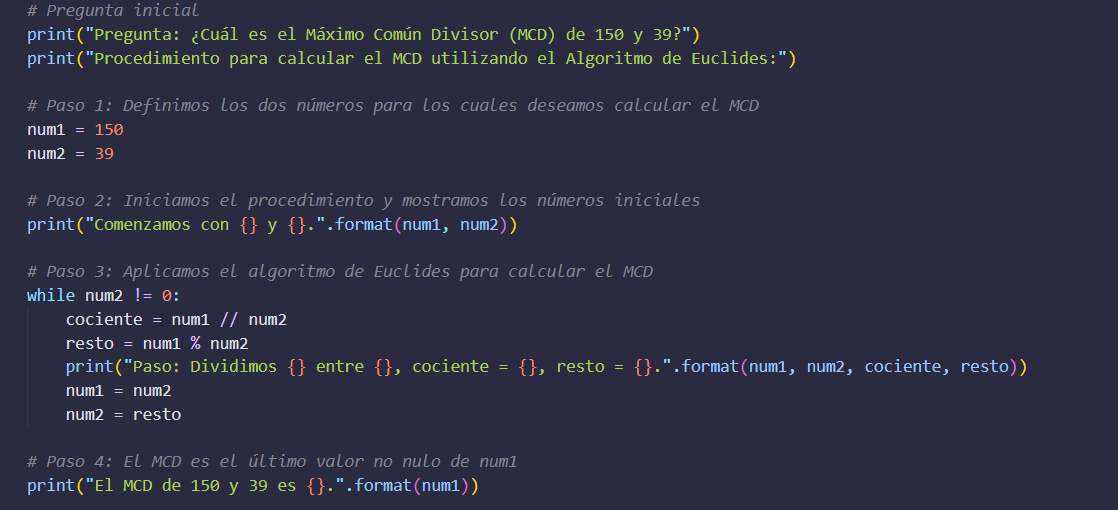 # Pregunta inicial
print("Pregunta: ¿Cuál es el Máximo Común Divisor (MCD) de 150 y 39?")
print("Procedimiento para calcular el MCD utilizando el Algoritmo de Euclides:")
# Paso 1: Definimos los dos números para los cuales deseamos calcular el MCD
num1 = 150
num2 = 39
# Paso 2: Iniciamos el procedimiento y mostramos los números iniciales
print("Comenzamos con {} y {}.".format(num1, num2))
# Paso 3: Aplicamos el algoritmo de Euclides para calcular el MCD
while num2 != 0:
    cociente = num1 // num2
    resto = num1 % num2
    print("Paso: Dividimos {} entre {}, cociente = {}, resto = {}.".format(num1, num2, cociente, resto))
    num1 = num2
    num2 = resto
# Paso 4: El MCD es el último valor no nulo de num1
print("El MCD de 150 y 39 es {}.".format(num1))